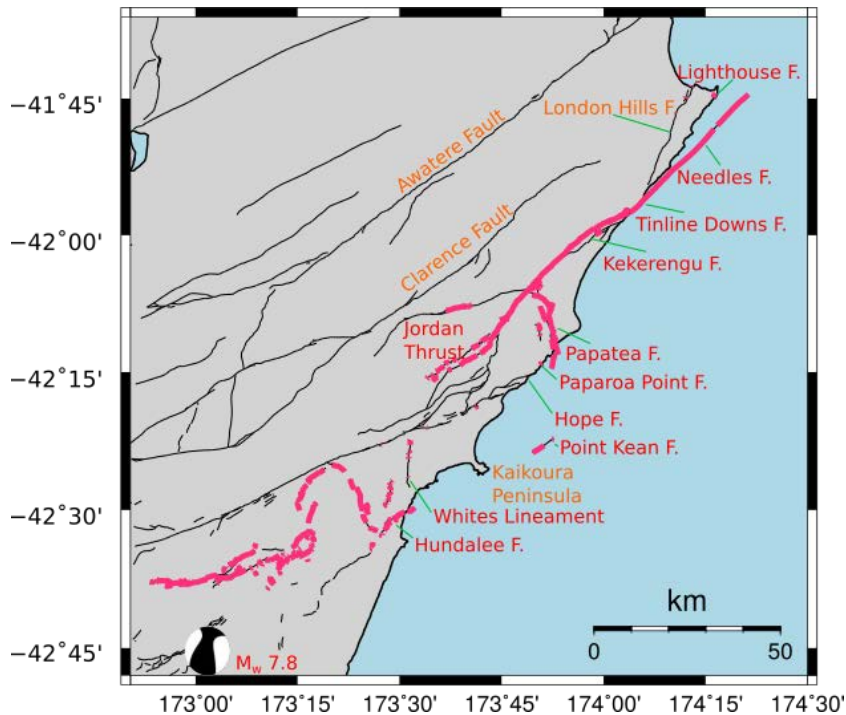 Lighthouse F.
−41°45'
London Hills F
Awatere Fault
Needles F.
Tinline Downs F.
−42°00'
Clarence Fault
Kekerengu F.
Jordan
Thrust
Papatea F.
−42°15'
Paparoa Point F.
Hope F.
Point Kean F.
Kaikoura
Peninsula
−42°30'
Whites Lineament
Hundalee F.
km
0 50
−42°45'
Mw 7.8
173°00' 173°15' 173°30' 173°45' 174°00' 174°15' 174°30'